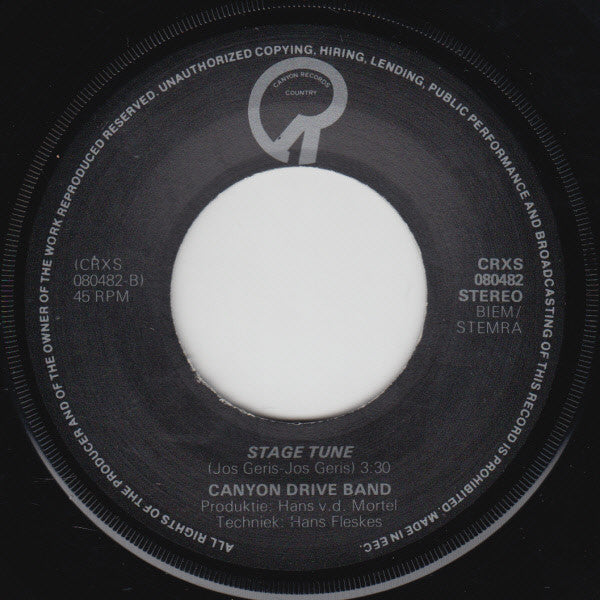 ALL RIGHTS OF THE PRODUCER AND OF THE OWNER OF THE WORK REPRODUCED RESERVED. UNAUTHORIZED COPYING, HIRING, LENDING, PUBLIC PERFORMANCE AND BROADCASTING OF THIS RECORD IS PROHIBITED. MADE IN EEC.
CANYON RECORDS
COUNTRY
(CRXS
080482-B)
45 RPM
CRXS
080482
STEREO
BIEM/
STEMRA
STAGE TUNE
(Jos Geris-Jos Geris) 3:30
CANYON DRIVE BAND
Produktie: Hans v.d. Mortel
Techniek: Hans Fleskes